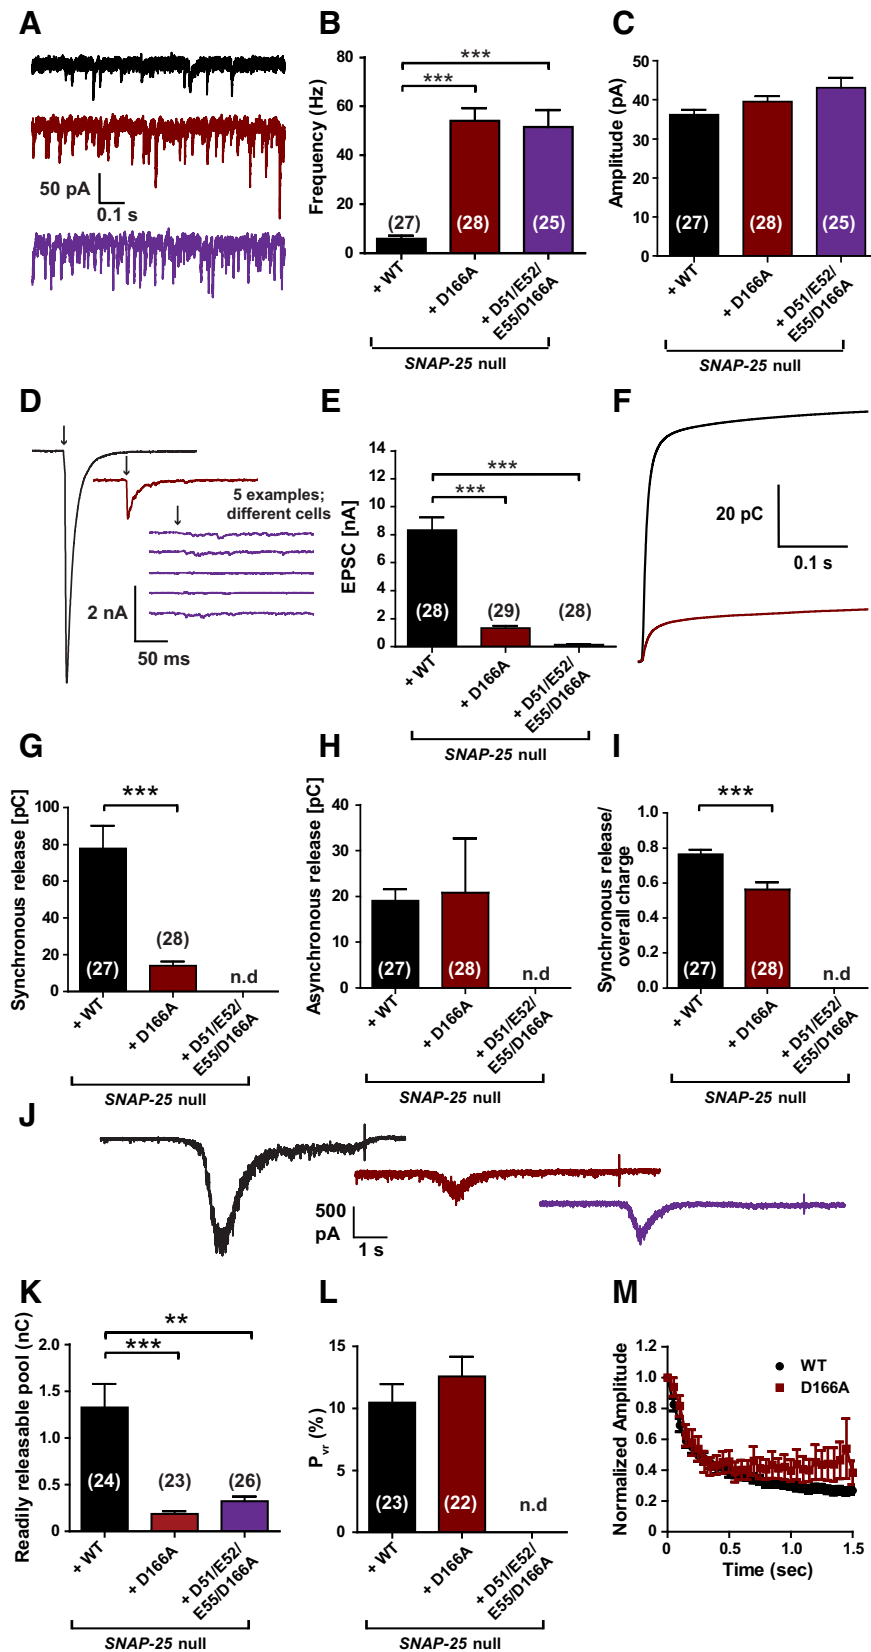 A
50 pA
0.1 s
B
Frequency (Hz)
80
60
40
20
0
***
***
(27)
(28)
(25)
+ WT
+ D166A
+ D51/E52/
E55/D166A
SNAP-25 null
C
Amplitude (pA)
50
40
30
20
10
0
(27)
(28)
(25)
+ WT
+ D166A
+ D51/E52/
E55/D166A
SNAP-25 null
D
5 examples;
different cells
2 nA
50 ms
E
EPSC [nA]
14
12
10
8
6
4
2
0
***
***
(28)
(29)
(28)
+ WT
+ D166A
+ D51/E52/
E55/D166A
SNAP-25 null
F
20 pC
0.1 s
G
Synchronous release [pC]
100
80
60
40
20
0
***
(27)
(28)
n.d
+ WT
+ D166A
+ D51/E52/
E55/D166A
SNAP-25 null
H
Asynchronous release [pC]
40
30
20
10
0
(27)
(28)
n.d
+ WT
+ D166A
+ D51/E52/
E55/D166A
SNAP-25 null
I
Synchronous release/
overall charge
1.0
0.8
0.6
0.4
0.2
0.0
***
(27)
(28)
n.d
+ WT
+ D166A
+ D51/E52/
E55/D166A
SNAP-25 null
J
500
pA
1 s
K
Readily releasable pool (nC)
2.0
1.5
1.0
0.5
0
**
***
(24)
(23)
(26)
+ WT
+ D166A
+ D51/E52/
E55/D166A
SNAP-25 null
L
Pvr (%)
15
10
5
0
(23)
(22)
n.d
+ WT
+ D166A
+ D51/E52/
E55/D166A
SNAP-25 null
M
Normalized Amplitude
1.2
1.0
0.8
0.6
0.4
0.2
0
WT
D166A
0
0.5
1.0
1.5
Time (sec)